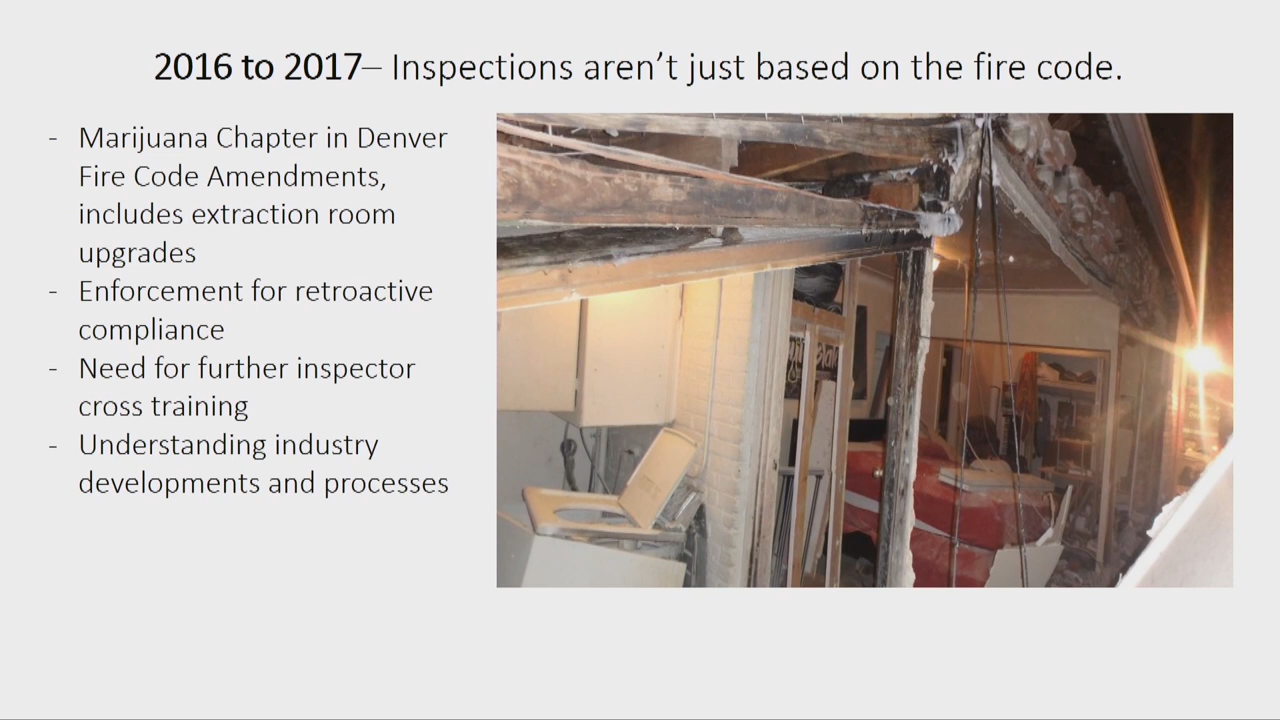 2016 to 2017– Inspections aren't just based on the fire code.
- Marijuana Chapter in Denver
Fire Code Amendments,
includes extraction room
upgrades
- Enforcement for retroactive
compliance
- Need for further inspector
cross training
- Understanding industry
developments and processes